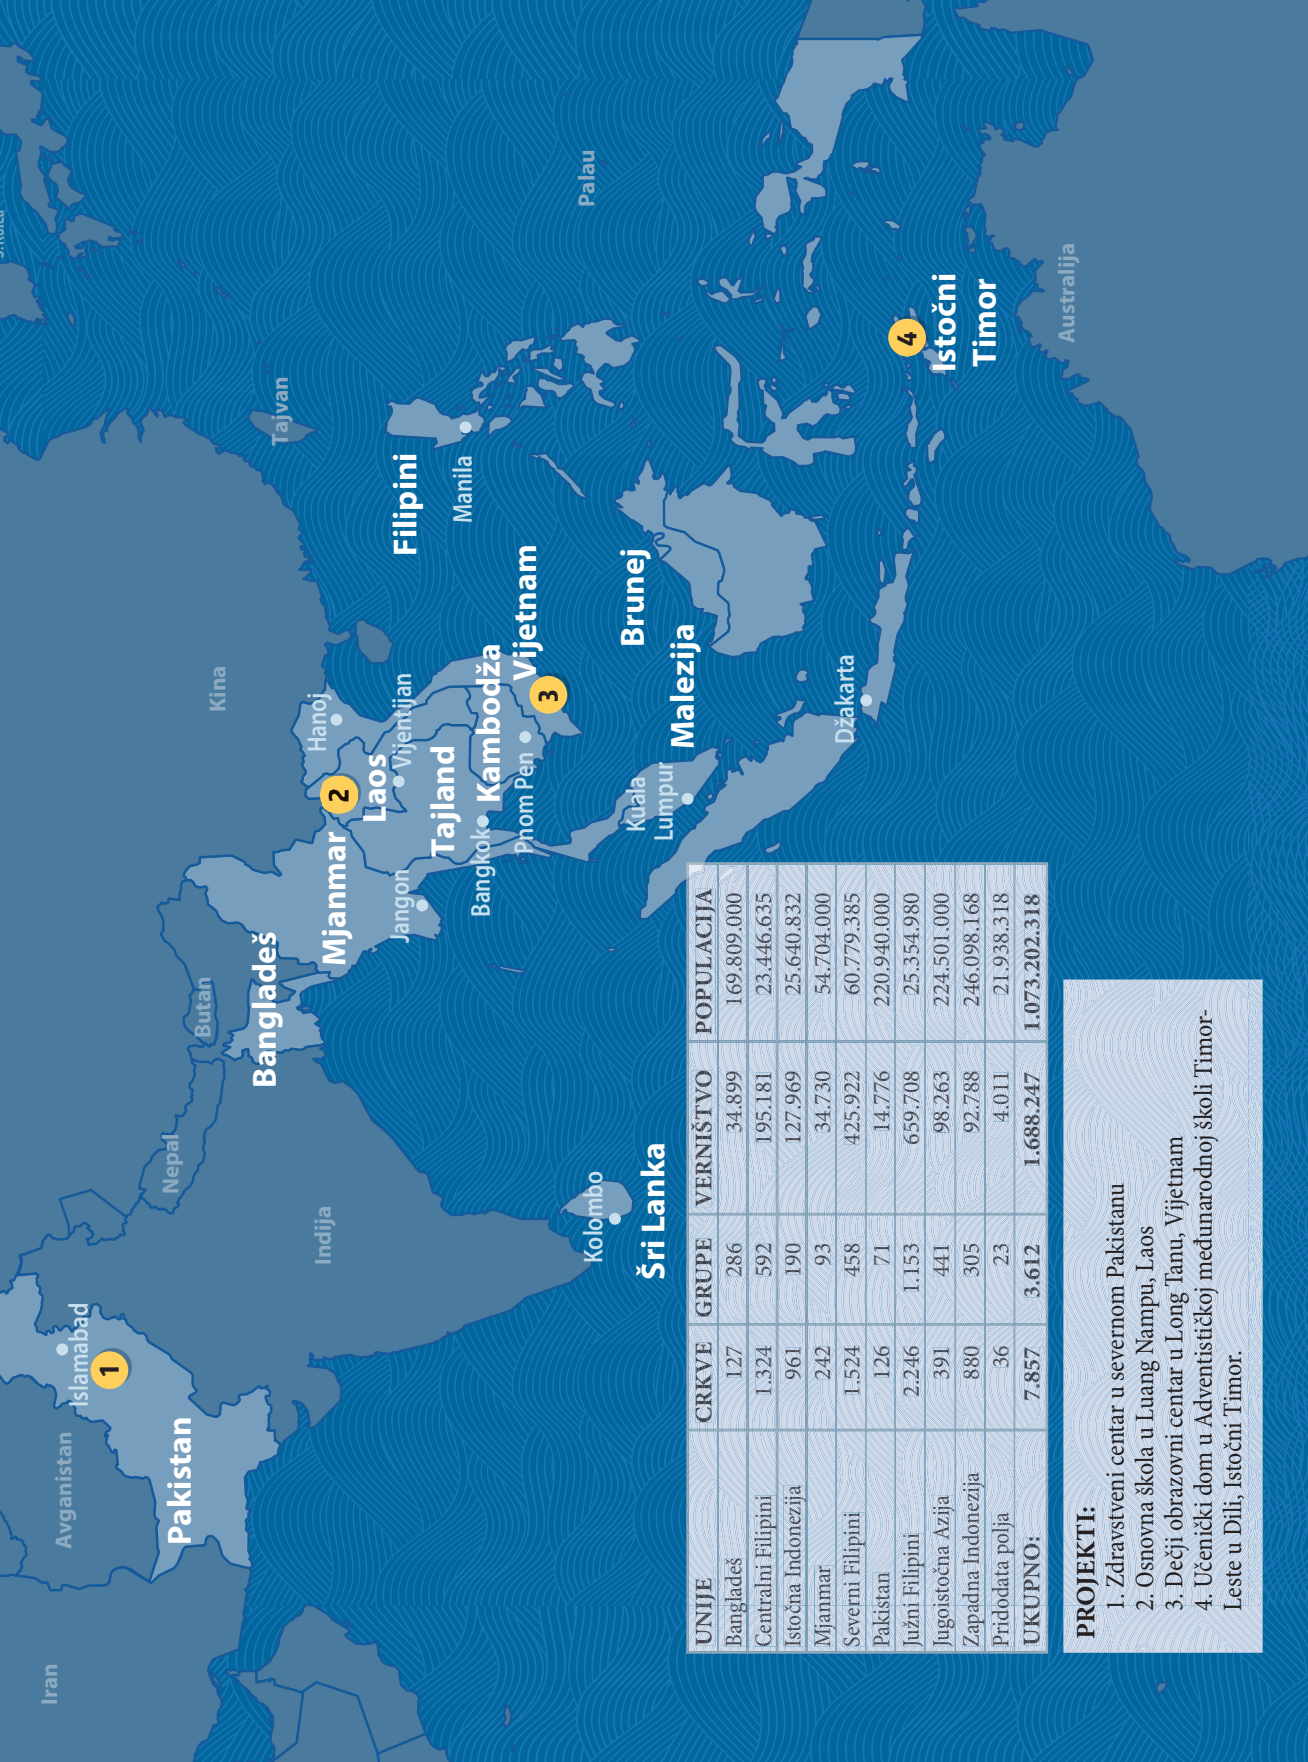 Iran
Avganistan
Islamabad
1
Pakistan
Nepal
Butan
Indija
Bangladeš
Kolombo
Šri Lanka
Kina
Hanoj
2
Mjanmar
Laos
Vijentijan
Jangon
Tajland
Bangkok
Kambodža
Pnom Pen
Vijetnam
3
Tajvan
Filipini
Manila
Palau
Brunej
Malezija
Kuala
Lumpur
Džakarta
4
Istočni
Timor
Australija
UNIJE CRKVE GRUPE VERNIŠTVO POPULACIJA
Bangladeš 127 286 34.899 169.809.000
Centralni Filipini 1.324 592 195.181 23.446.635
Istočna Indonezija 961 190 127.969 25.640.832
Mjanmar 242 93 34.730 54.704.000
Severni Filipini 1.524 458 425.922 60.779.385
Pakistan 126 71 14.776 220.940.000
Južni Filipini 2.246 1.153 659.708 25.354.980
Jugoistočna Azija 391 441 98.263 224.501.000
Zapadna Indonezija 880 305 92.788 246.098.168
Pridodata polja 36 23 4.011 21.938.318
UKUPNO: 7.857 3.612 1.688.247 1.073.202.318
PROJEKTI:
1. Zdravstveni centar u severnom Pakistanu
2. Osnovna škola u Luang Nampu, Laos
3. Dečji obrazovni centar u Long Tanu, Vijetnam
4. Učenički dom u Adventističkoj međunarodnoj školi Timor-
Leste u Dili, Istočni Timor.